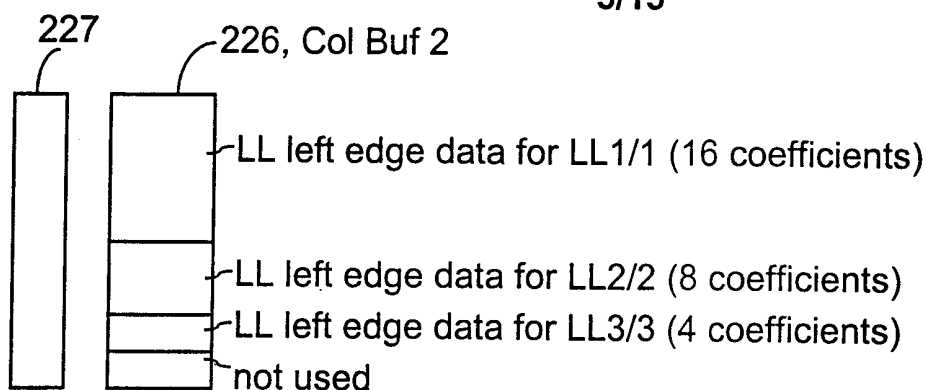 227
226, Col Buf 2
LL left edge data for LL1/1 (16 coefficients)
LL left edge data for LL2/2 (8 coefficients)
LL left edge data for LL3/3 (4 coefficients)
not used